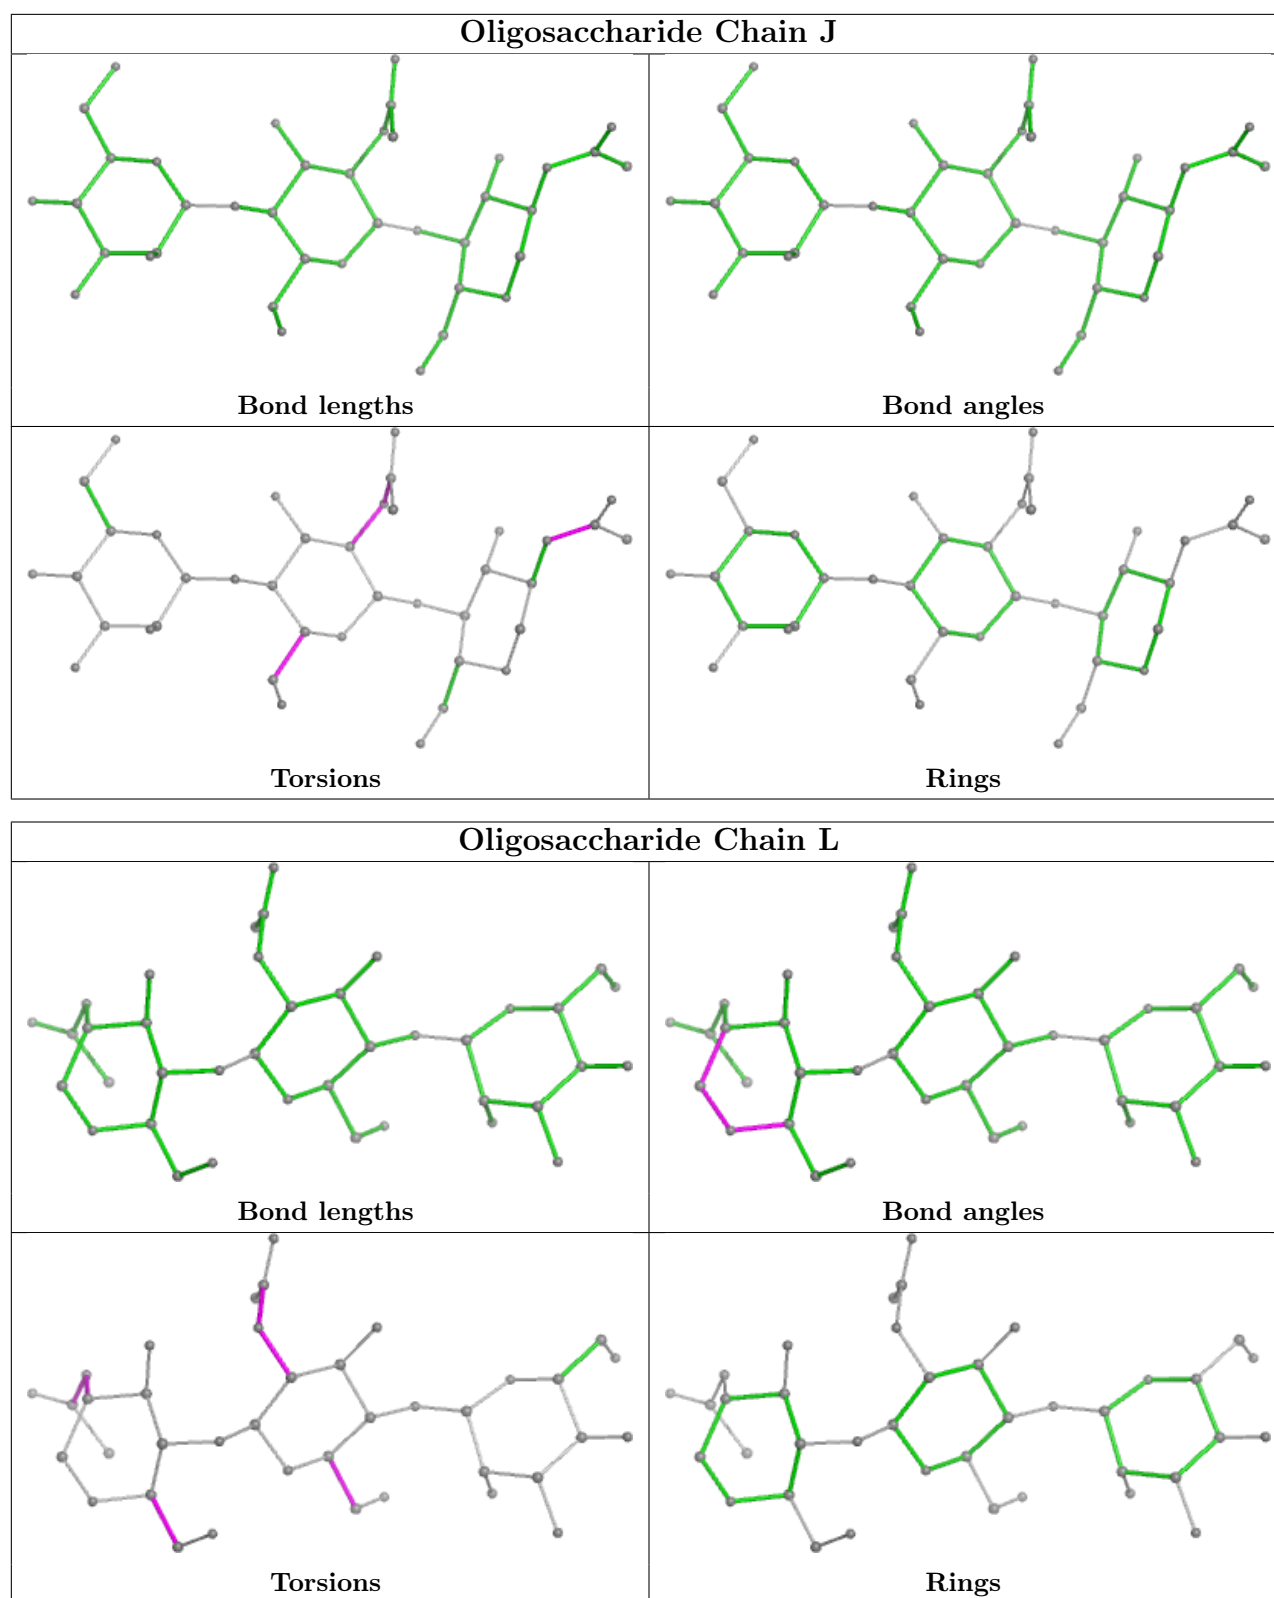 Oligosaccharide Chain J
Bond lengths
Bond angles
Torsions
Rings
Oligosaccharide Chain L
Bond lengths
Bond angles
Torsions
Rings